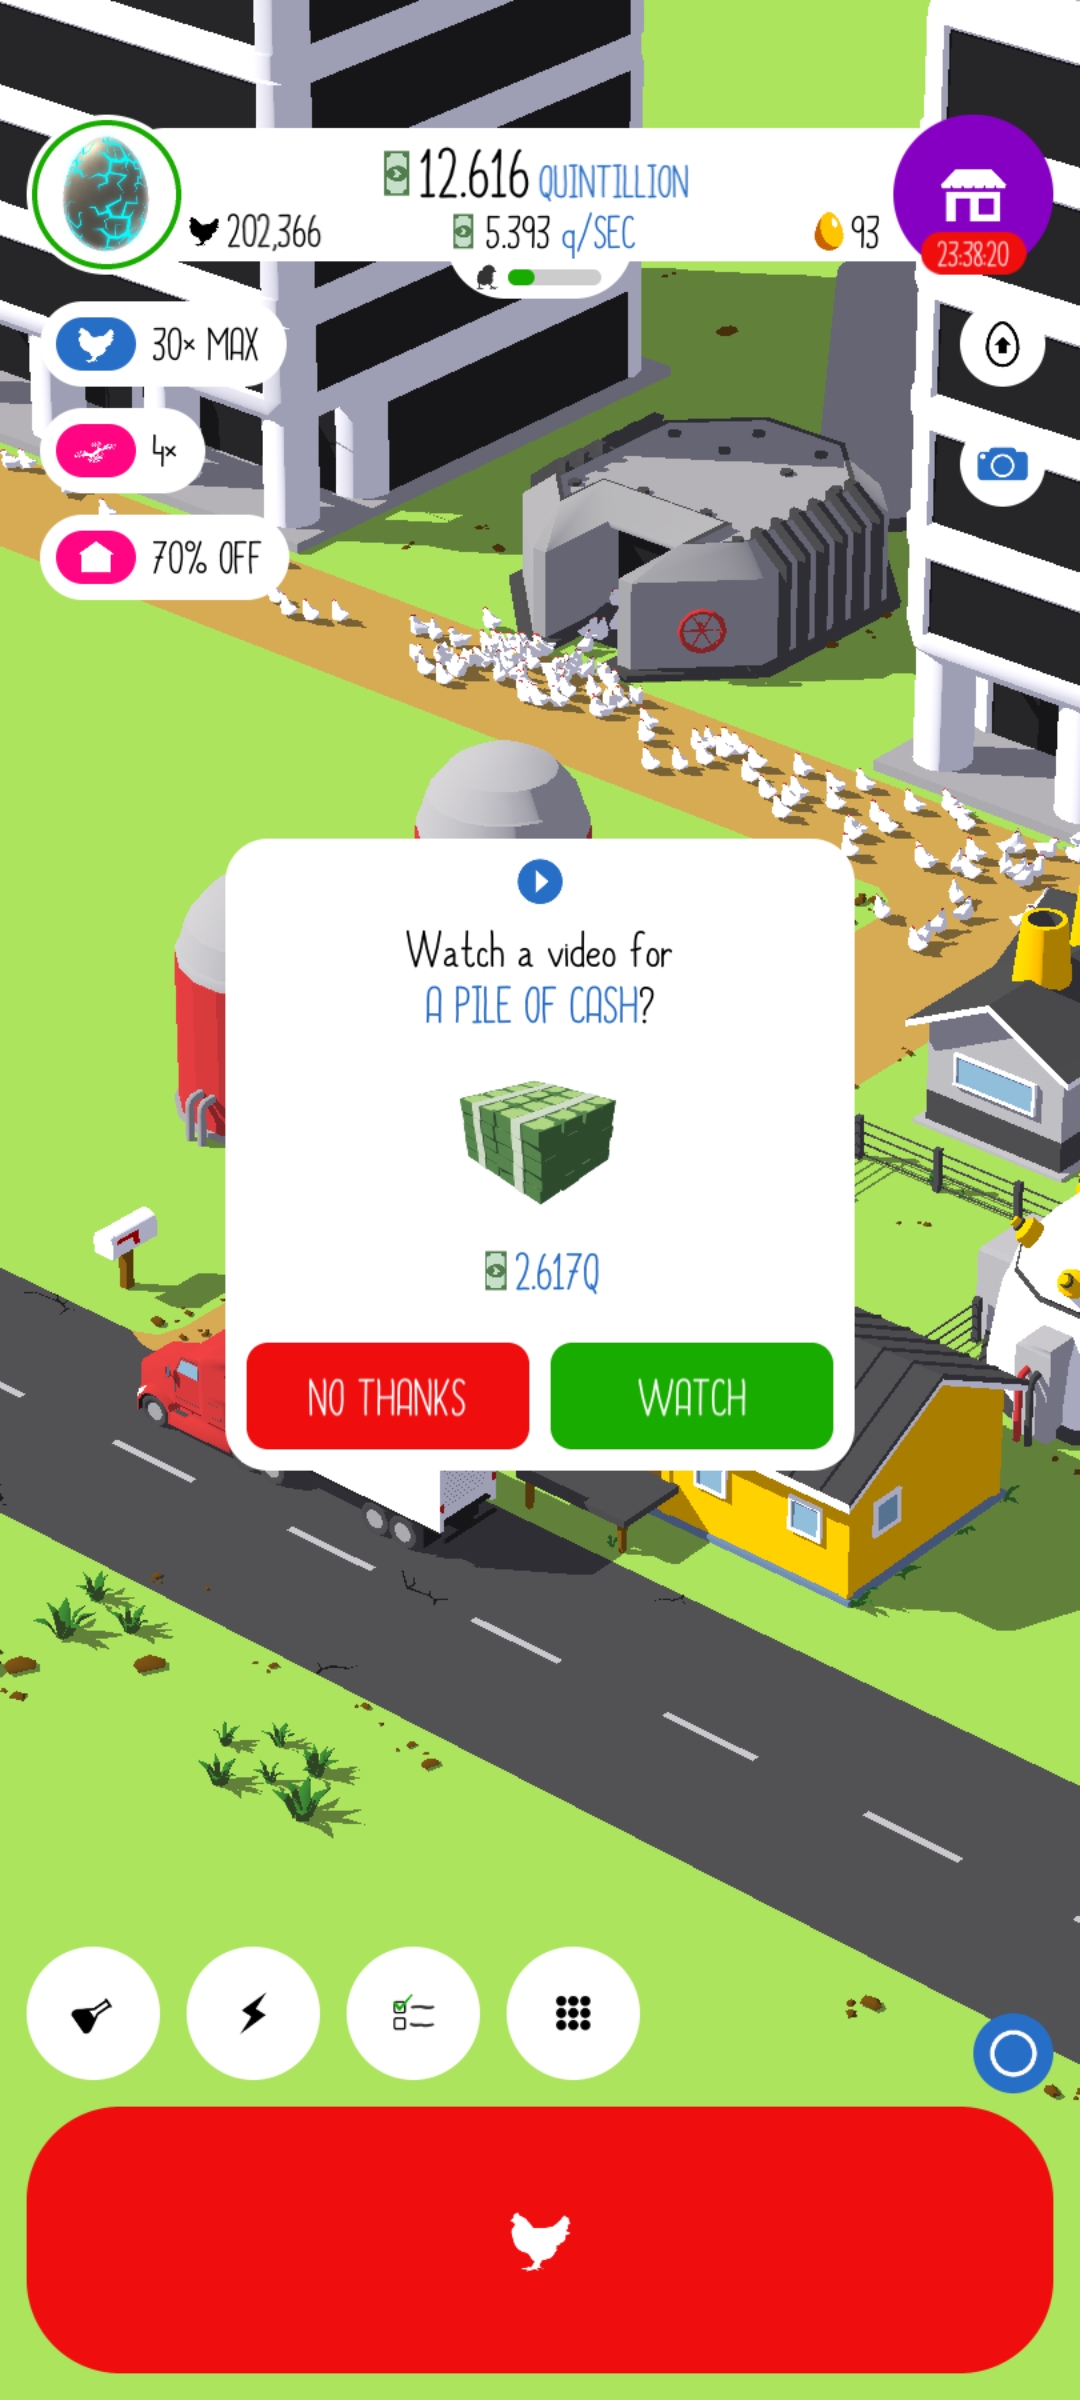 12.616 QUINTILLION
202,366
5.393 q/SEC
93
23:38:20
30× MAX
4×
70% OFF
Watch a video for
A PILE OF CASH?
2.617Q
NO THANKS
WATCH